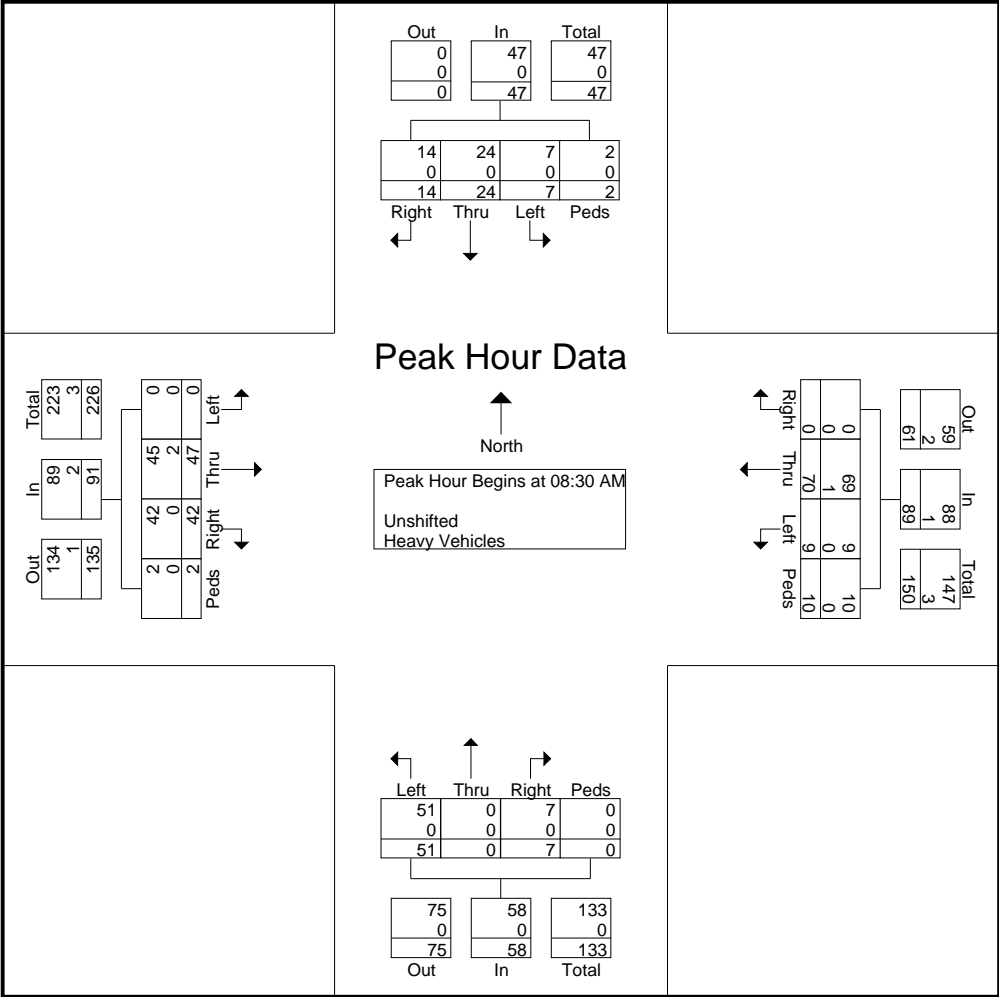 Out In Total
0 47 47
0 0 0
0 47 47
14 24 7 2
0 0 0 0
14 24 7 2
Right Thru Left Peds
Peak Hour Data
North
Peak Hour Begins at 08:30 AM
Unshifted
Heavy Vehicles
Total In Out
223 89 134
3 2 1
226 91 135
0 45 42 2
0 2 0 0
0 47 42 2
Left Thru Right Peds
Out In Total
59 88 147
2 1 3
61 89 150
0 69 9 10
0 1 0 0
0 70 9 10
Right Thru Left Peds
Left Thru Right Peds
51 0 7 0
0 0 0 0
51 0 7 0
75 58 133
0 0 0
75 58 133
Out In Total